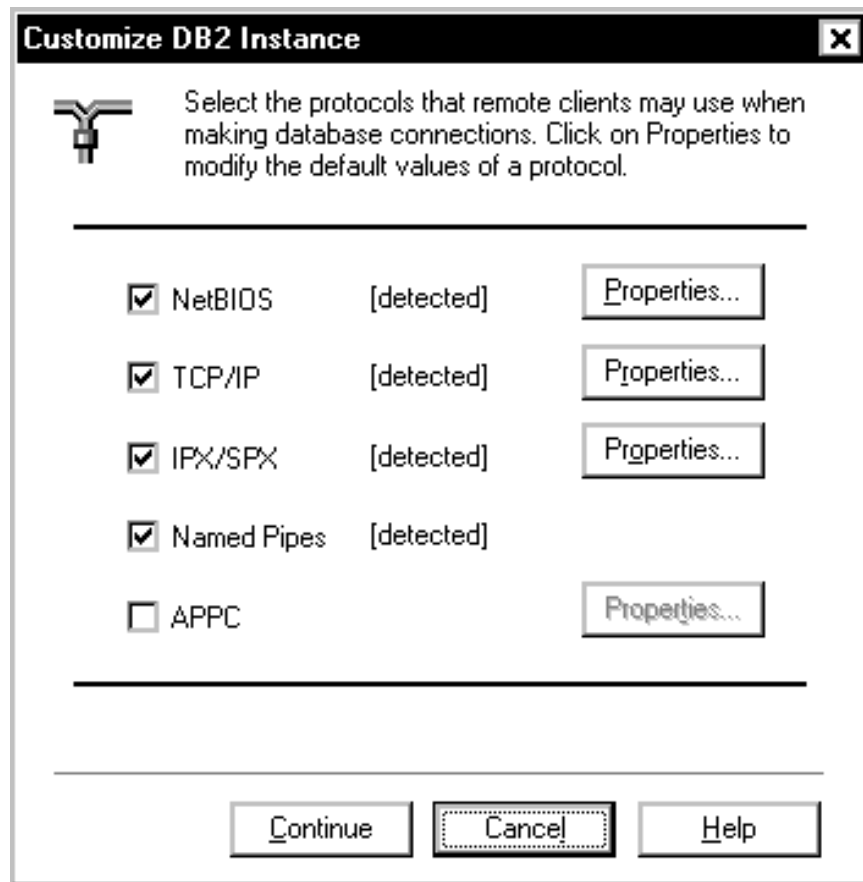 Customize DB2 Instance
Select the protocols that remote clients may use when
making database connections. Click on Properties to
modify the default values of a protocol.
NetBIOS [detected] Properties...
TCP/IP [detected] Properties...
IPX/SPX [detected] Properties...
Named Pipes [detected]
APPC Properties...
Continue Cancel Help